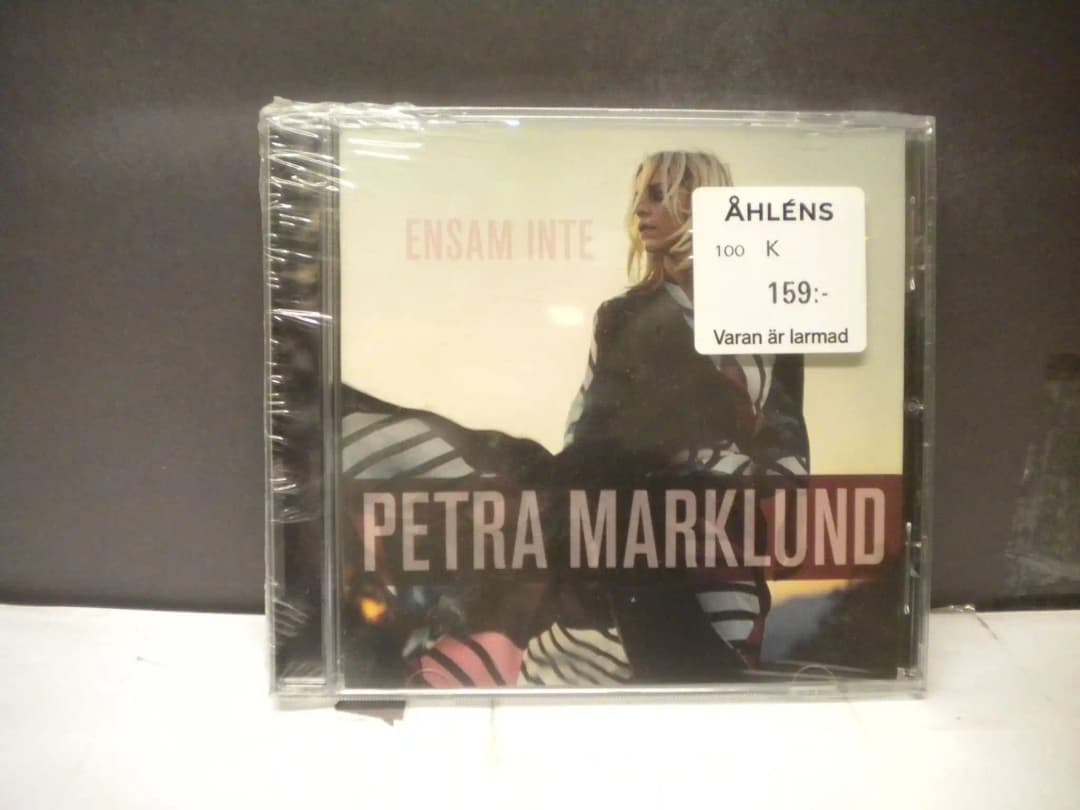 ENSAM INTE
ÅHLÉNS
100 K
159:-
Varan är larmad
PETRA MARKLUND